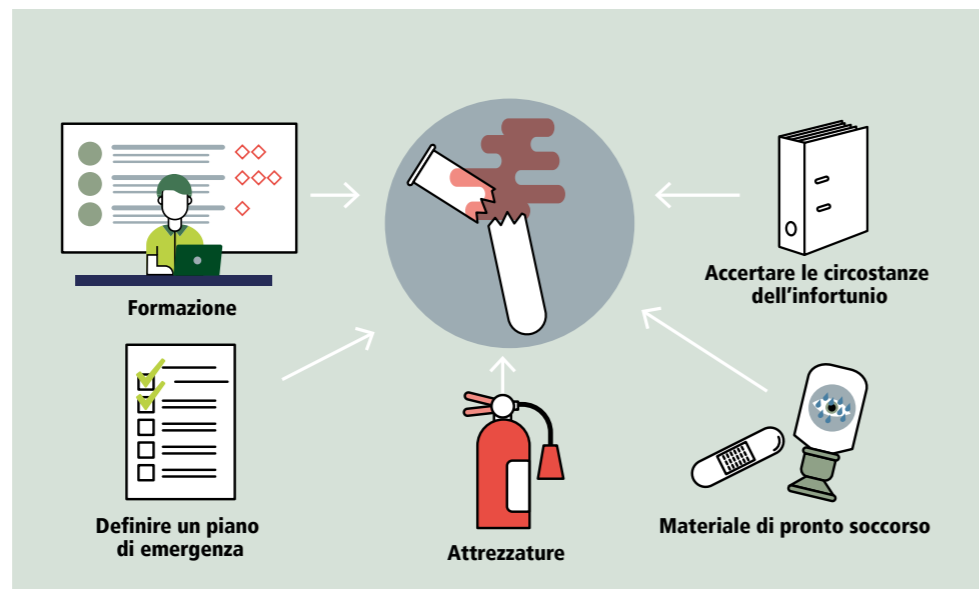 Formazione
Accertare le circostanze
dell’infortunio
Definire un piano
di emergenza
Attrezzature
Materiale di pronto soccorso